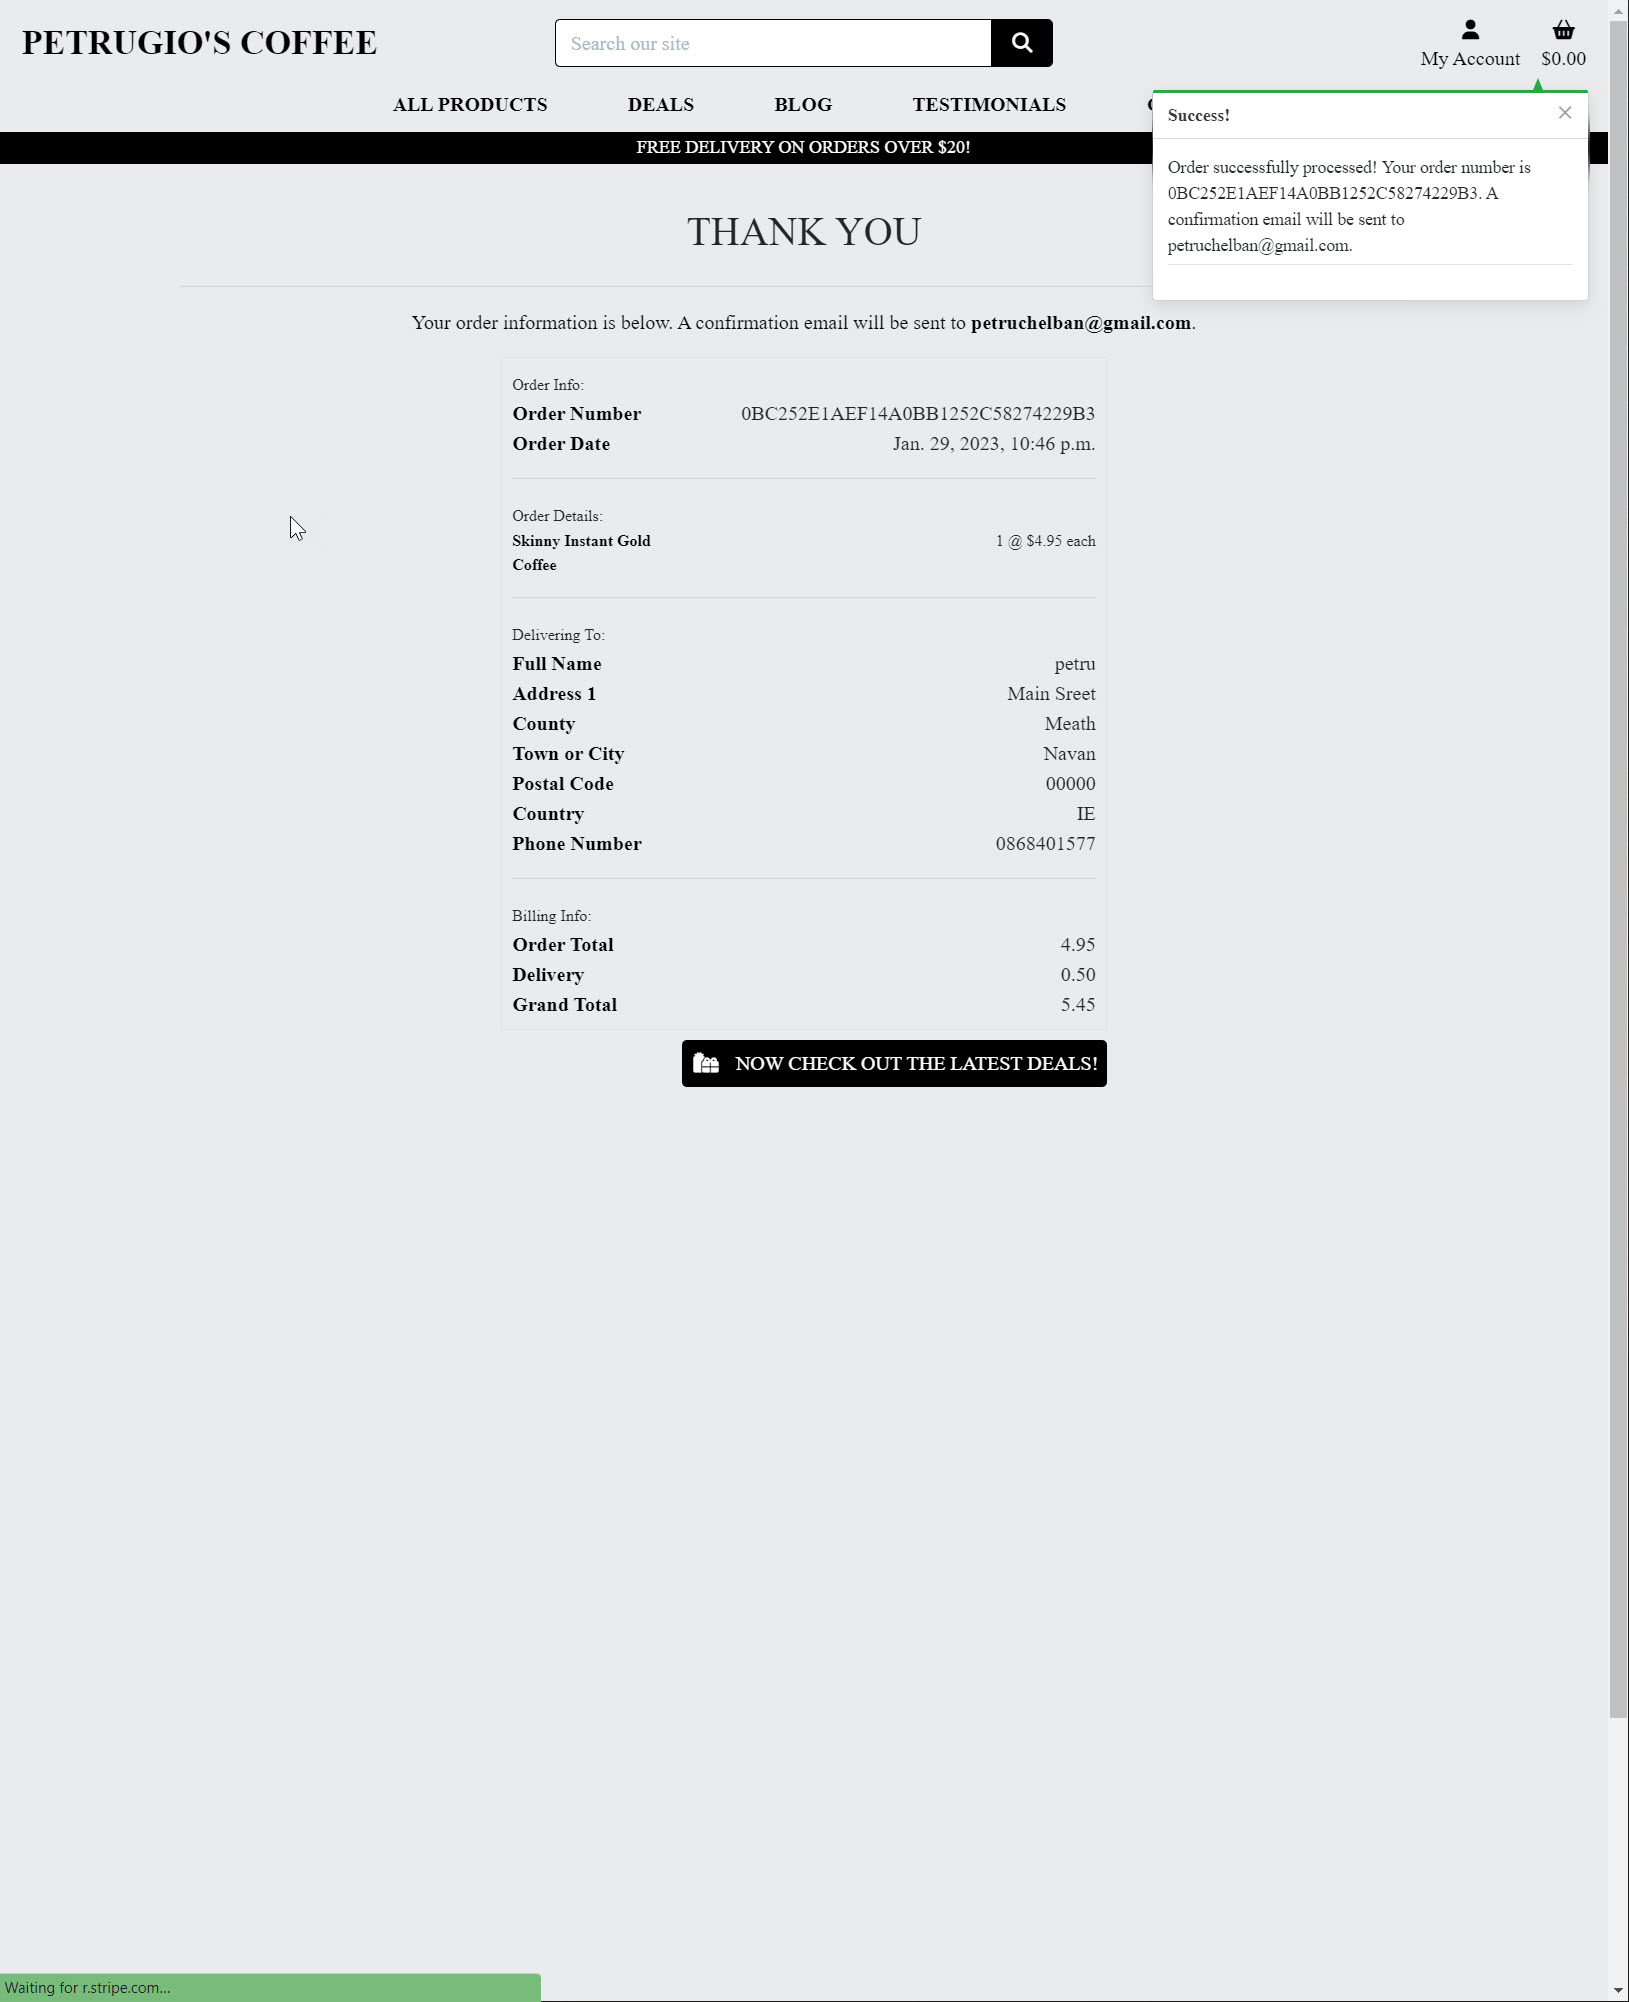 PETRUGIO'S COFFEE
Search our site
My Account
$0.00
ALL PRODUCTS
DEALS
BLOG
TESTIMONIALS
FREE DELIVERY ON ORDERS OVER $20!
Success!
Order successfully processed! Your order number is
0BC252E1AEF14A0BB1252C58274229B3. A
confirmation email will be sent to
petruchelban@gmail.com.
THANK YOU
Your order information is below. A confirmation email will be sent to petruchelban@gmail.com.
Order Info:
Order Number 0BC252E1AEF14A0BB1252C58274229B3
Order Date Jan. 29, 2023, 10:46 p.m.
Order Details:
Skinny Instant Gold 1 @ $4.95 each
Coffee
Delivering To:
Full Name petru
Address 1 Main Sreet
County Meath
Town or City Navan
Postal Code 00000
Country IE
Phone Number 0868401577
Billing Info:
Order Total 4.95
Delivery 0.50
Grand Total 5.45
NOW CHECK OUT THE LATEST DEALS!
Waiting for r.stripe.com...